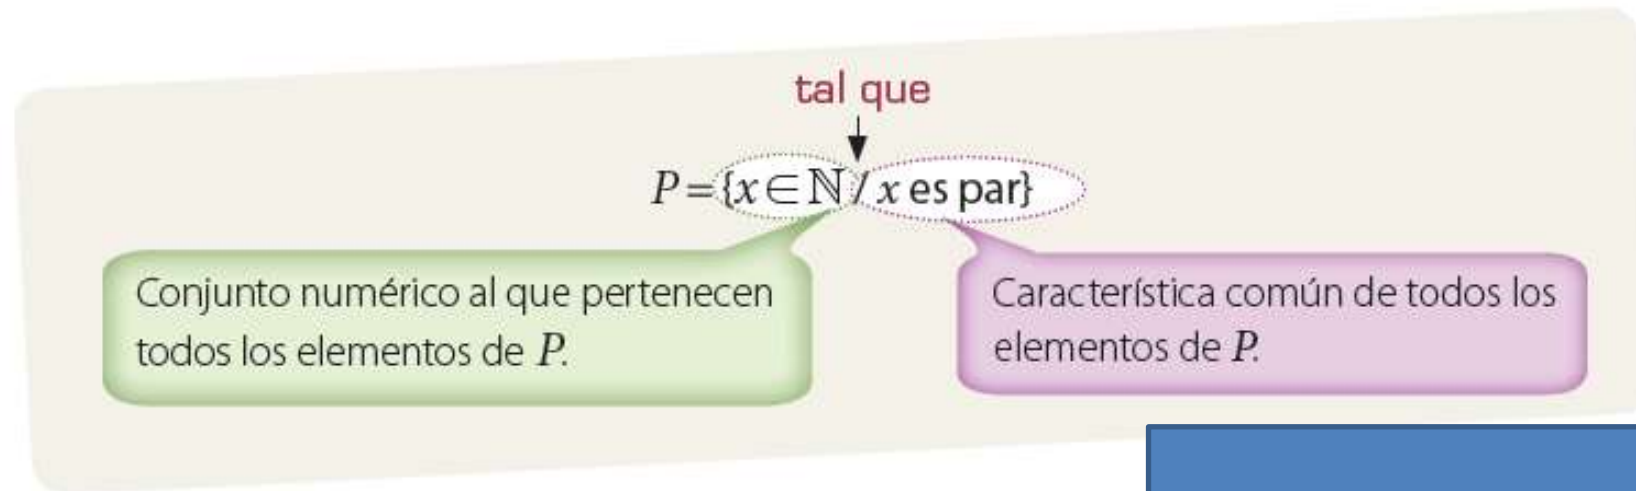 tal que
P = {x ∈ ℕ / x es par}
Conjunto numérico al que pertenecen
todos los elementos de P.
Característica común de todos los
elementos de P.